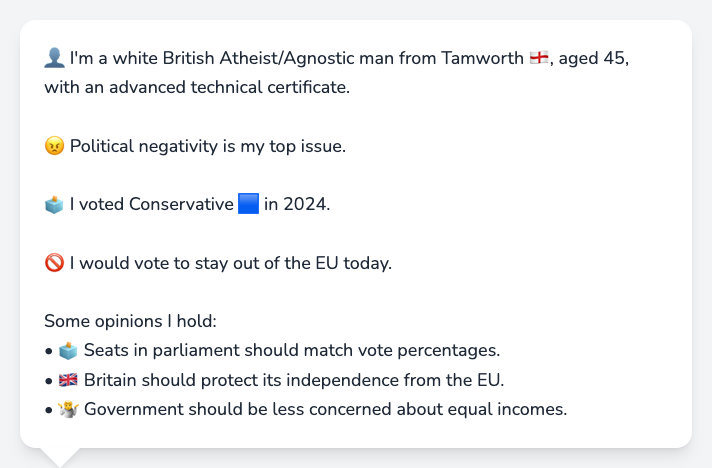 👤 I'm a white British Atheist/Agnostic man from Tamworth 🏴󠁧󠁢󠁥󠁮󠁧󠁿, aged 45,
with an advanced technical certificate.
😠 Political negativity is my top issue.
🗳️ I voted Conservative 🟦 in 2024.
🚫 I would vote to stay out of the EU today.
Some opinions I hold:
• 🗳️ Seats in parliament should match vote percentages.
• 🇬🇧 Britain should protect its independence from the EU.
• 🤷 Government should be less concerned about equal incomes.